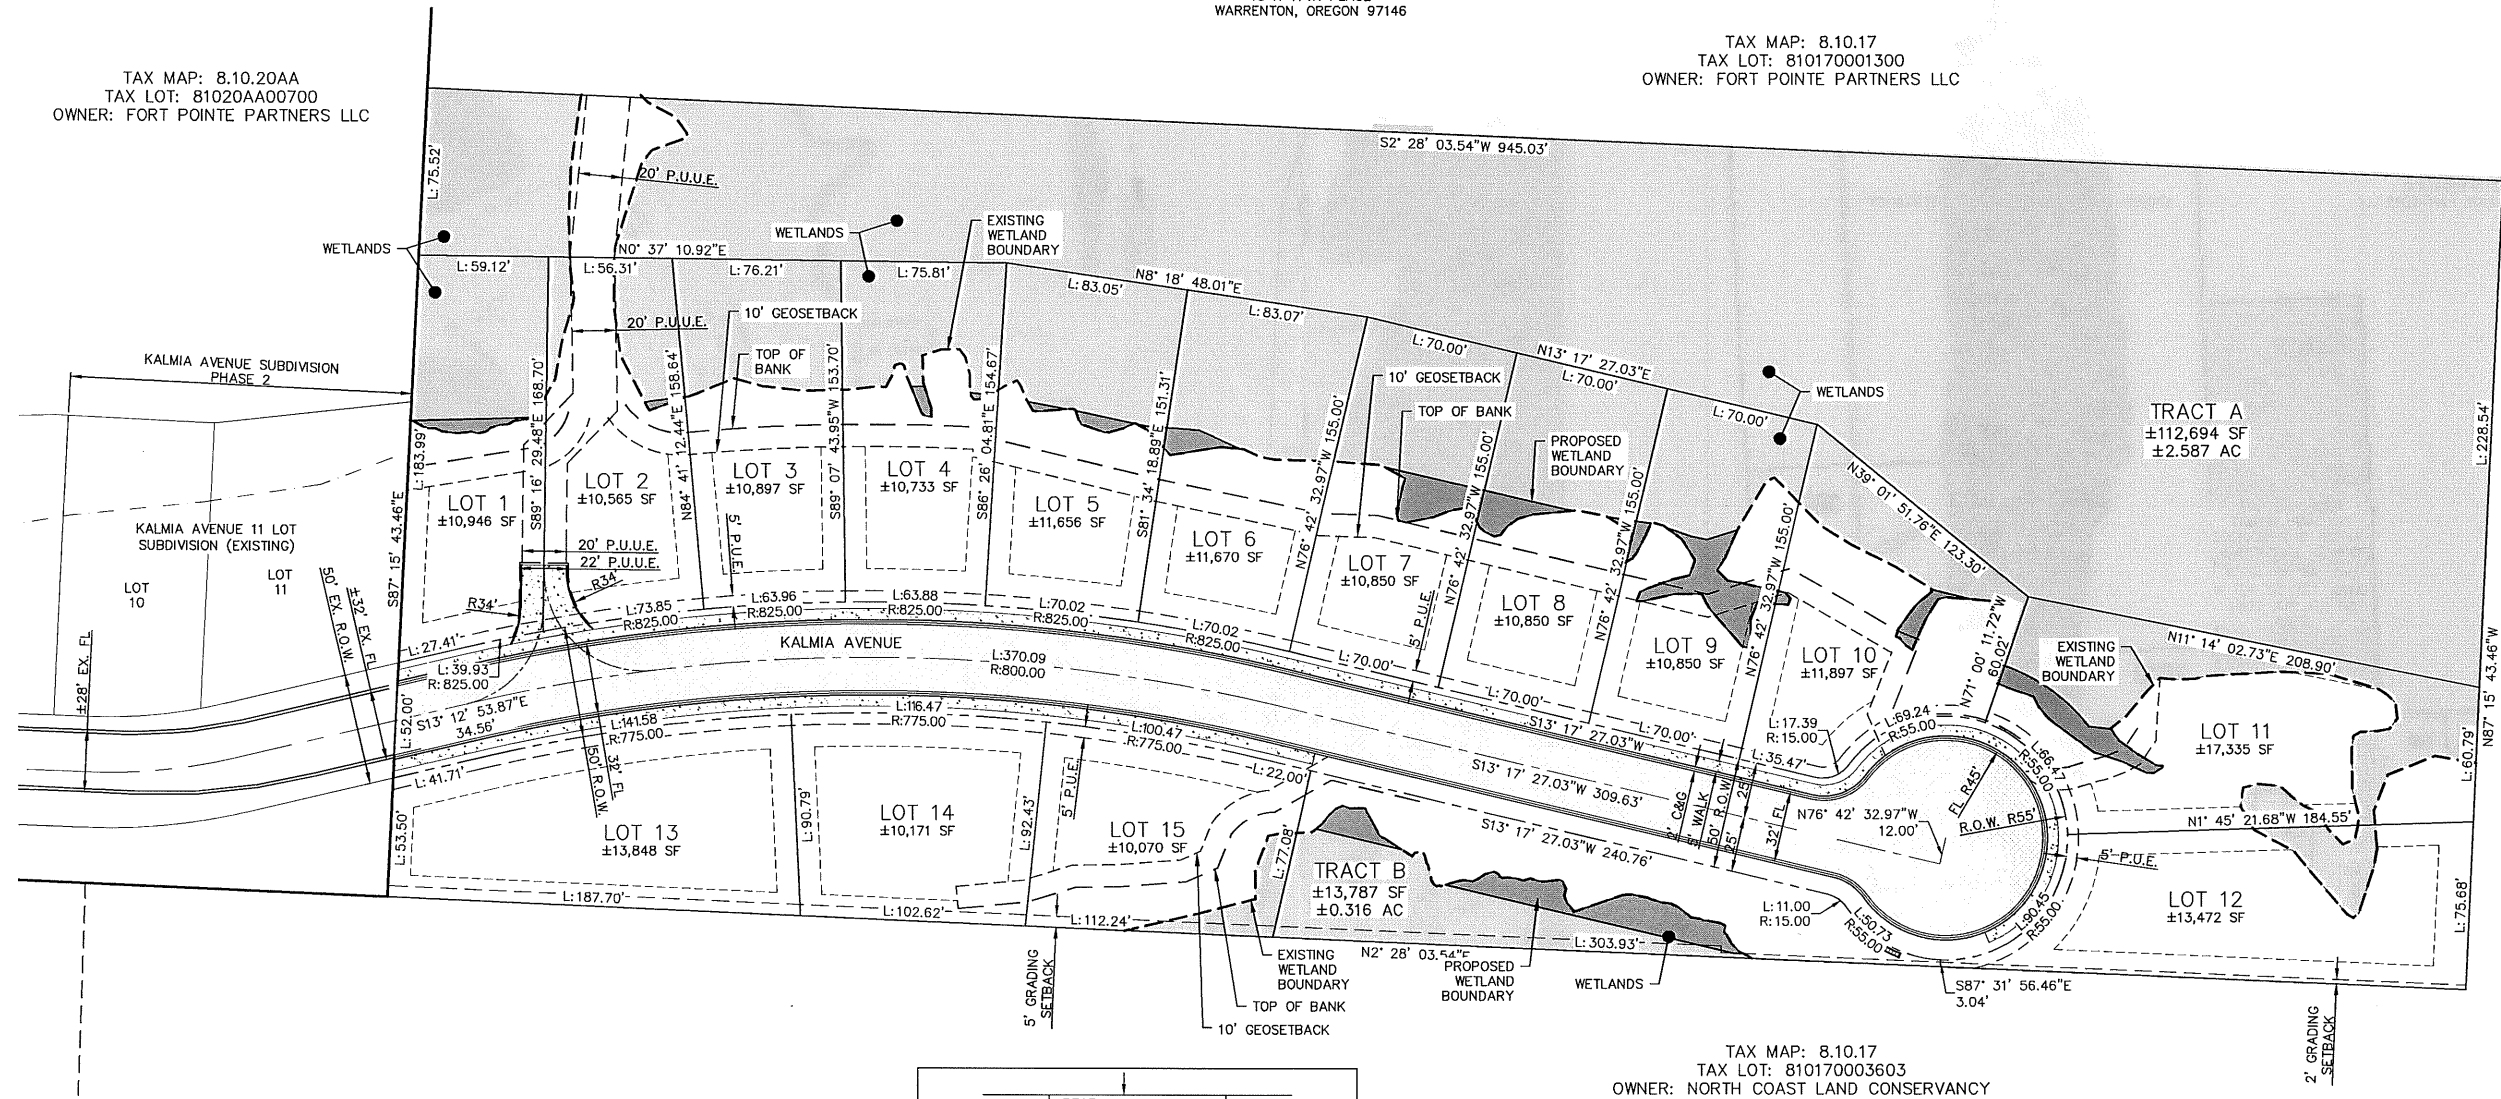 WARRENTON, OREGON 97146
TAX MAP: 8.10.20AA
TAX LOT: 81020AA00700
OWNER: FORT POINTE PARTNERS LLC
TAX MAP: 8.10.17
TAX LOT: 810170001300
OWNER: FORT POINTE PARTNERS LLC
S2° 28' 03.54"W 945.03'
L: 75.52'
20' P.U.U.E.
WETLANDS
WETLANDS
EXISTING
WETLAND
BOUNDARY
N0° 37' 10.92"E
L: 59.12'
L: 56.31'
L: 76.21'
L: 75.81'
N8° 18' 48.01"E
L: 83.05'
L: 83.07'
L: 70.00'
N13° 17' 27.03"E
L: 70.00'
L: 70.00'
WETLANDS
10' GEOSETBACK
20' P.U.U.E.
TOP OF
BANK
10' GEOSETBACK
TOP OF BANK
PROPOSED
WETLAND
BOUNDARY
TRACT A
±112,694 SF
±2.587 AC
L: 228.54'
N39° 01' 51.76"E 123.30'
KALMIA AVENUE SUBDIVISION
PHASE 2
L: 183.99'
S87° 15' 43.46"E
S89° 16' 29.48"E 168.70'
N84° 41' 12.44"E 158.64'
S89° 07' 43.95"W 153.70'
S86° 26' 04.81"E 154.67'
S81° 34' 18.89"E 151.31'
N76° 42' 32.97"W 155.00'
N76° 42' 32.97"W 155.00'
N76° 42' 32.97"W 155.00'
N76° 42' 32.97"W 155.00'
LOT 1
±10,946 SF
LOT 2
±10,565 SF
LOT 3
±10,897 SF
LOT 4
±10,733 SF
LOT 5
±11,656 SF
LOT 6
±11,670 SF
LOT 7
±10,850 SF
LOT 8
±10,850 SF
LOT 9
±10,850 SF
LOT 10
±11,897 SF
KALMIA AVENUE 11 LOT
SUBDIVISION (EXISTING)
LOT
10
LOT
11
50' EX. R.O.W.
±32' EX. FL
±28' EX. FL
20' P.U.U.E.
22' P.U.U.E.
R34'
R34'
5' P.U.E.
5' P.U.E.
L: 27.41'
L: 39.93
R: 825.00
L:73.85
R:825.00
L:63.96
R:825.00
L:63.88
R:825.00
L:70.02
R:825.00
L:70.02
R:825.00
L: 70.00'
L: 70.00'
L: 70.00'
S13° 17' 27.03"W
L: 35.47'
L: 17.39
R: 15.00
L:69.24
R:55.00
L:66.47
R:55.00
N71° 00' 11.72"W
60.02'
EXISTING
WETLAND
BOUNDARY
N11° 14' 02.73"E 208.90'
N87° 15' 43.46"W
L: 60.79'
LOT 11
±17,335 SF
KALMIA AVENUE
L:370.09
R:800.00
L: 52.00'
S13° 12' 53.87"E
34.56'
L:141.58
R:775.00
L:116.47
R:775.00
L:100.47
R:775.00
L: 22.00'
50' R.O.W.
32' FL
L: 41.71'
S13° 17' 27.03"W 309.63'
S13° 17' 27.03"W 240.76'
2' C&G
5' WALK
50' R.O.W.
25'
25'
32' FL
N76° 42' 32.97"W
12.00'
FL R45'
R.O.W. R55'
N1° 45' 21.68"W 184.55'
5' P.U.E.
LOT 12
±13,472 SF
L: 75.68'
L: 53.50'
LOT 13
±13,848 SF
L: 90.79'
LOT 14
±10,171 SF
L: 92.43'
5' P.U.E.
LOT 15
±10,070 SF
L: 77.08'
TRACT B
±13,787 SF
±0.316 AC
L: 11.00
R: 15.00
L:50.73
R:55.00
L:90.45
R:55.00
L: 187.70'
L: 102.62'
L: 112.24'
L: 303.93'
N2° 28' 03.54"E
5' GRADING
SETBACK
EXISTING
WETLAND
BOUNDARY
TOP OF BANK
10' GEOSETBACK
PROPOSED
WETLAND
BOUNDARY
WETLANDS
S87° 31' 56.46"E
3.04'
2' GRADING
SETBACK
TAX MAP: 8.10.17
TAX LOT: 810170003603
OWNER: NORTH COAST LAND CONSERVANCY